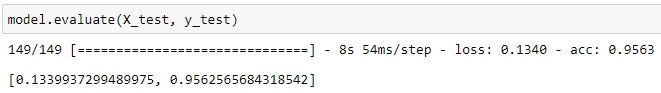 model.evaluate(X_test, y_test)
149/149 [==============================] - 8s 54ms/step - loss: 0.1340 - acc: 0.9563
[0.1339937299489975, 0.9562565684318542]